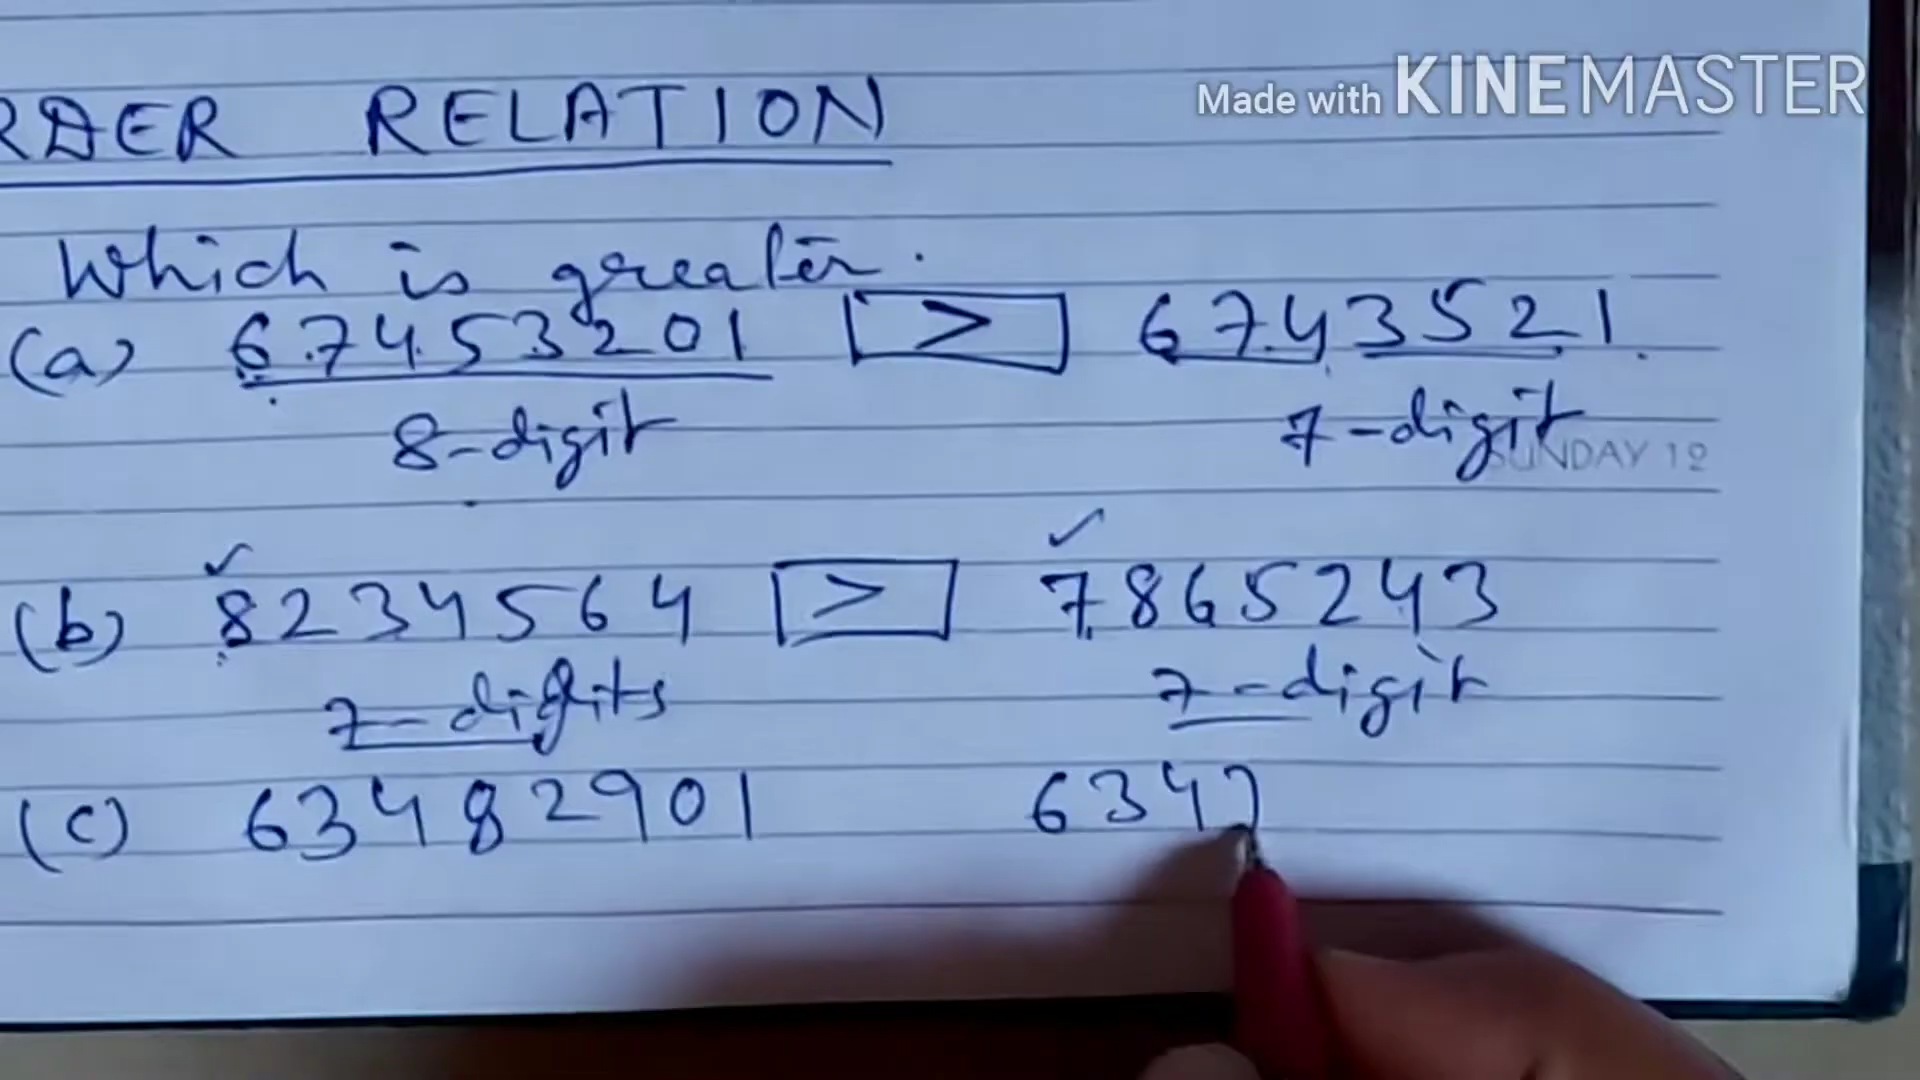 Made with KINEMASTER
RDER RELATION
Which is greater.
(a) 67453201 > 6743521
8-digit 7-digit
SUNDAY 12
(b) 8234564 > 7865243
7-digits 7-digit
(c) 63482901 634